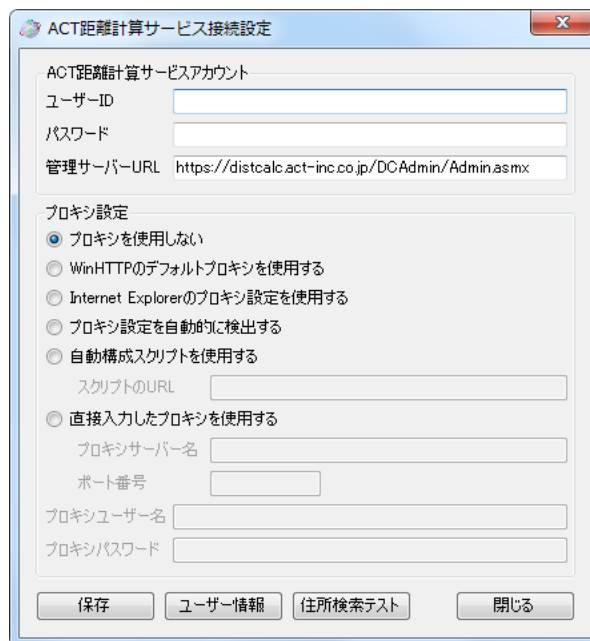 ACT距離計算サービス接続設定
ACT距離計算サービスアカウント
ユーザーID
パスワード
管理サーバーURL https://distcalc.act-inc.co.jp/DCAdmin/Admin.asmx
プロキシ設定
プロキシを使用しない
WinHTTPのデフォルトプロキシを使用する
Internet Explorerのプロキシ設定を使用する
プロキシ設定を自動的に検出する
自動構成スクリプトを使用する
スクリプトのURL
直接入力したプロキシを使用する
プロキシサーバー名
ポート番号
プロキシユーザー名
プロキシパスワード
保存 ユーザー情報 住所検索テスト 閉じる